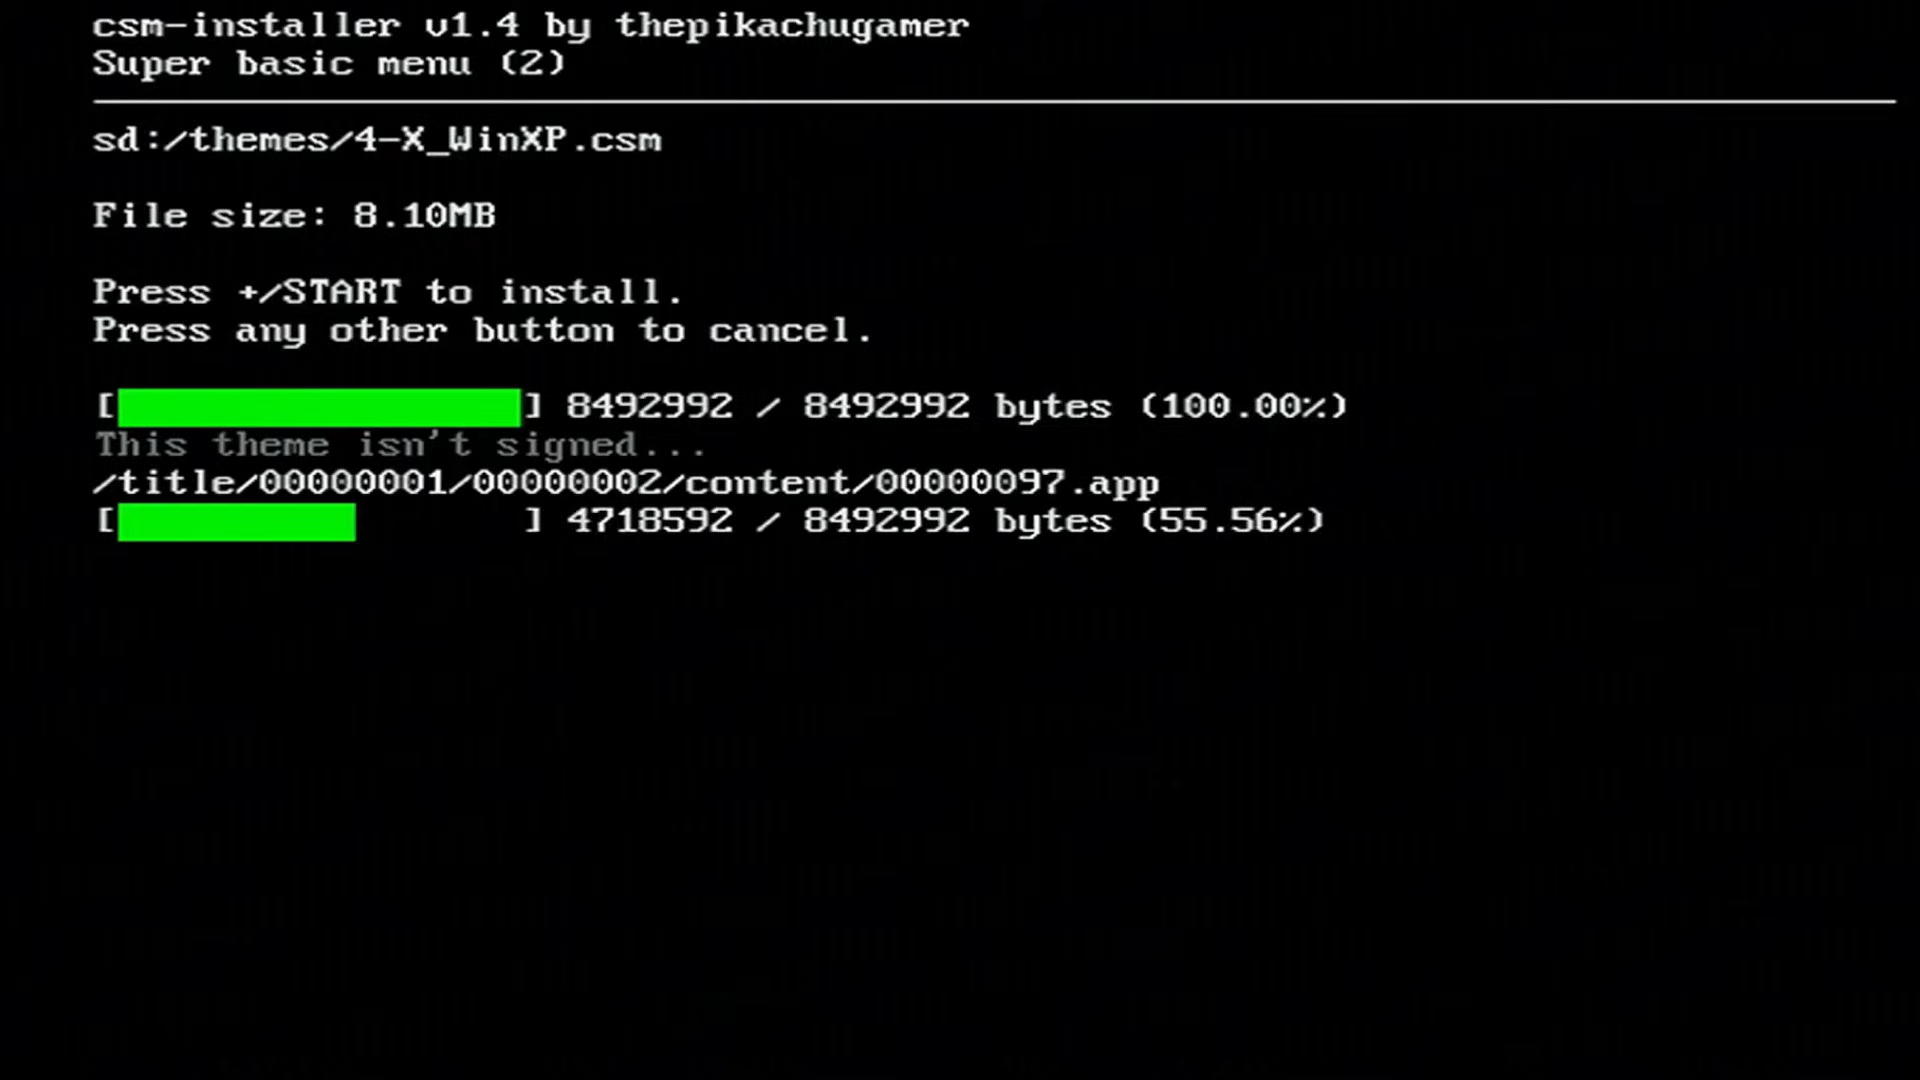 csm-installer v1.4 by thepikachugamer
Super basic menu (2)
sd:/themes/4-X_WinXP.csm
File size: 8.10MB
Press +/START to install.
Press any other button to cancel.
[                 ] 8492992 / 8492992 bytes (100.00%)
This theme isn't signed...
/title/00000001/00000002/content/00000097.app
[                 ] 4718592 / 8492992 bytes (55.56%)